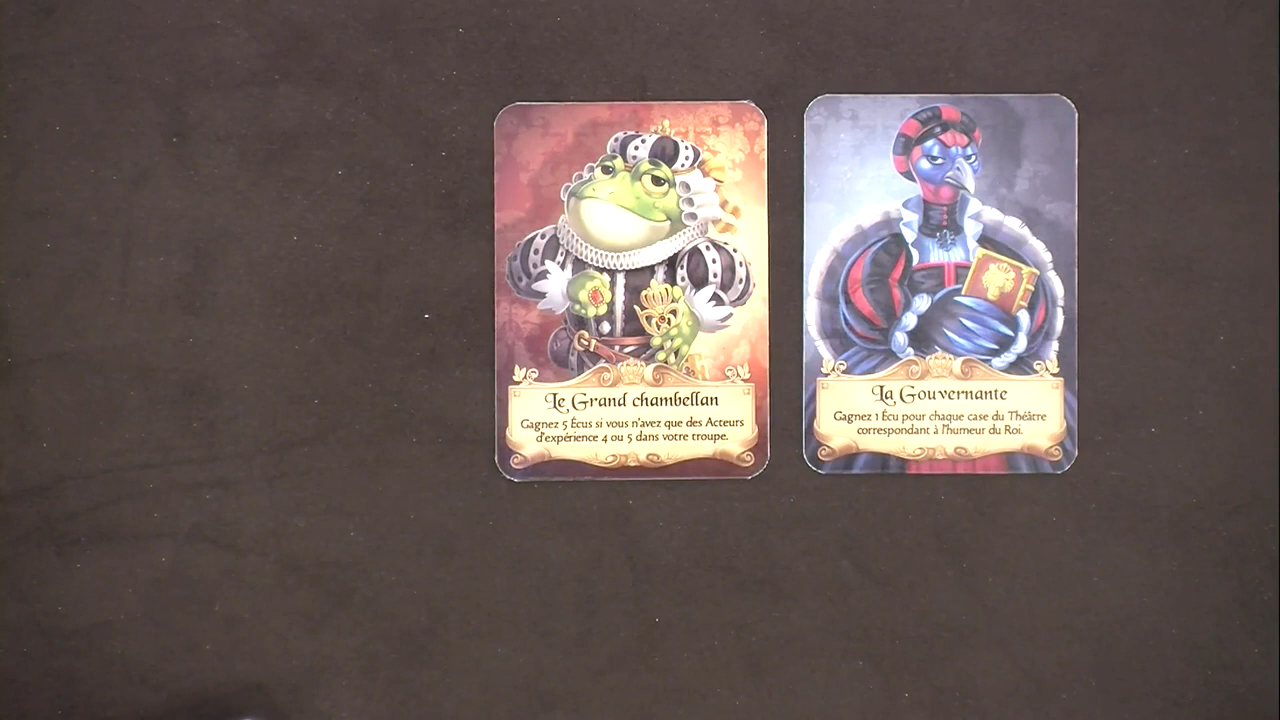 Le Grand chambellan
Gagnez 5 Écus si vous n'avez que des Acteurs
d'expérience 4 ou 5 dans votre troupe.
La Gouvernante
Gagnez 1 Écu pour chaque case du Théâtre
correspondant à l'humeur du Roi.